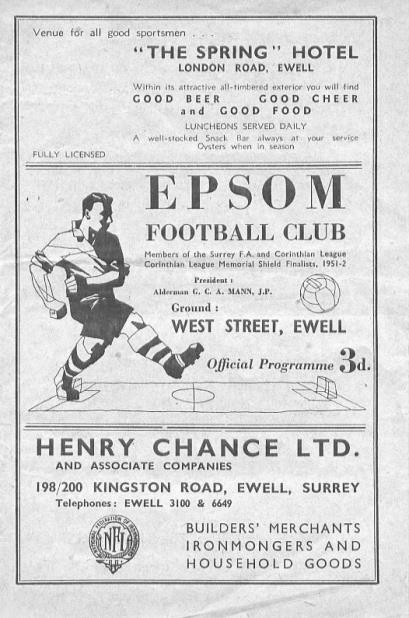 Venue for all good sportsmen . . .
"THE SPRING" HOTEL
LONDON ROAD, EWELL
Within its attractive all-timbered exterior you will find
GOOD BEER GOOD CHEER
and GOOD FOOD
LUNCHEONS SERVED DAILY
A well-stocked Snack Bar always at your service
Oysters when in season
FULLY LICENSED
EPSOM
FOOTBALL CLUB
Members of the Surrey F.A. and Corinthian League
Corinthian League Memorial Shield Finalists, 1951-2
President :
Alderman G. C. A. MANN, J.P.
Ground :
WEST STREET, EWELL
Official Programme 3d.
HENRY CHANCE LTD.
AND ASSOCIATE COMPANIES
198/200 KINGSTON ROAD, EWELL, SURREY
Telephones : EWELL 3100 & 6649
BUILDERS' MERCHANTS
IRONMONGERS AND
HOUSEHOLD GOODS